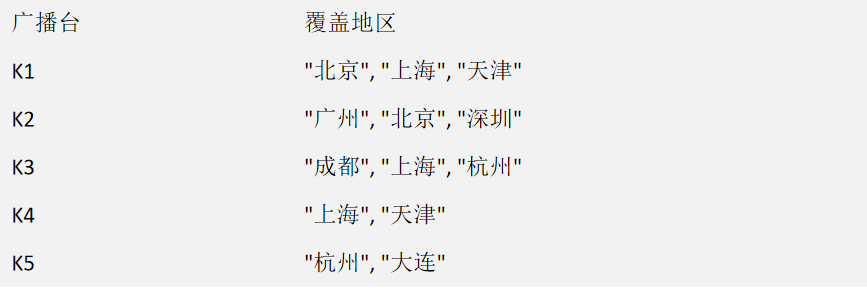 广播台 覆盖地区
K1 "北京", "上海", "天津"
K2 "广州", "北京", "深圳"
K3 "成都", "上海", "杭州"
K4 "上海", "天津"
K5 "杭州", "大连"